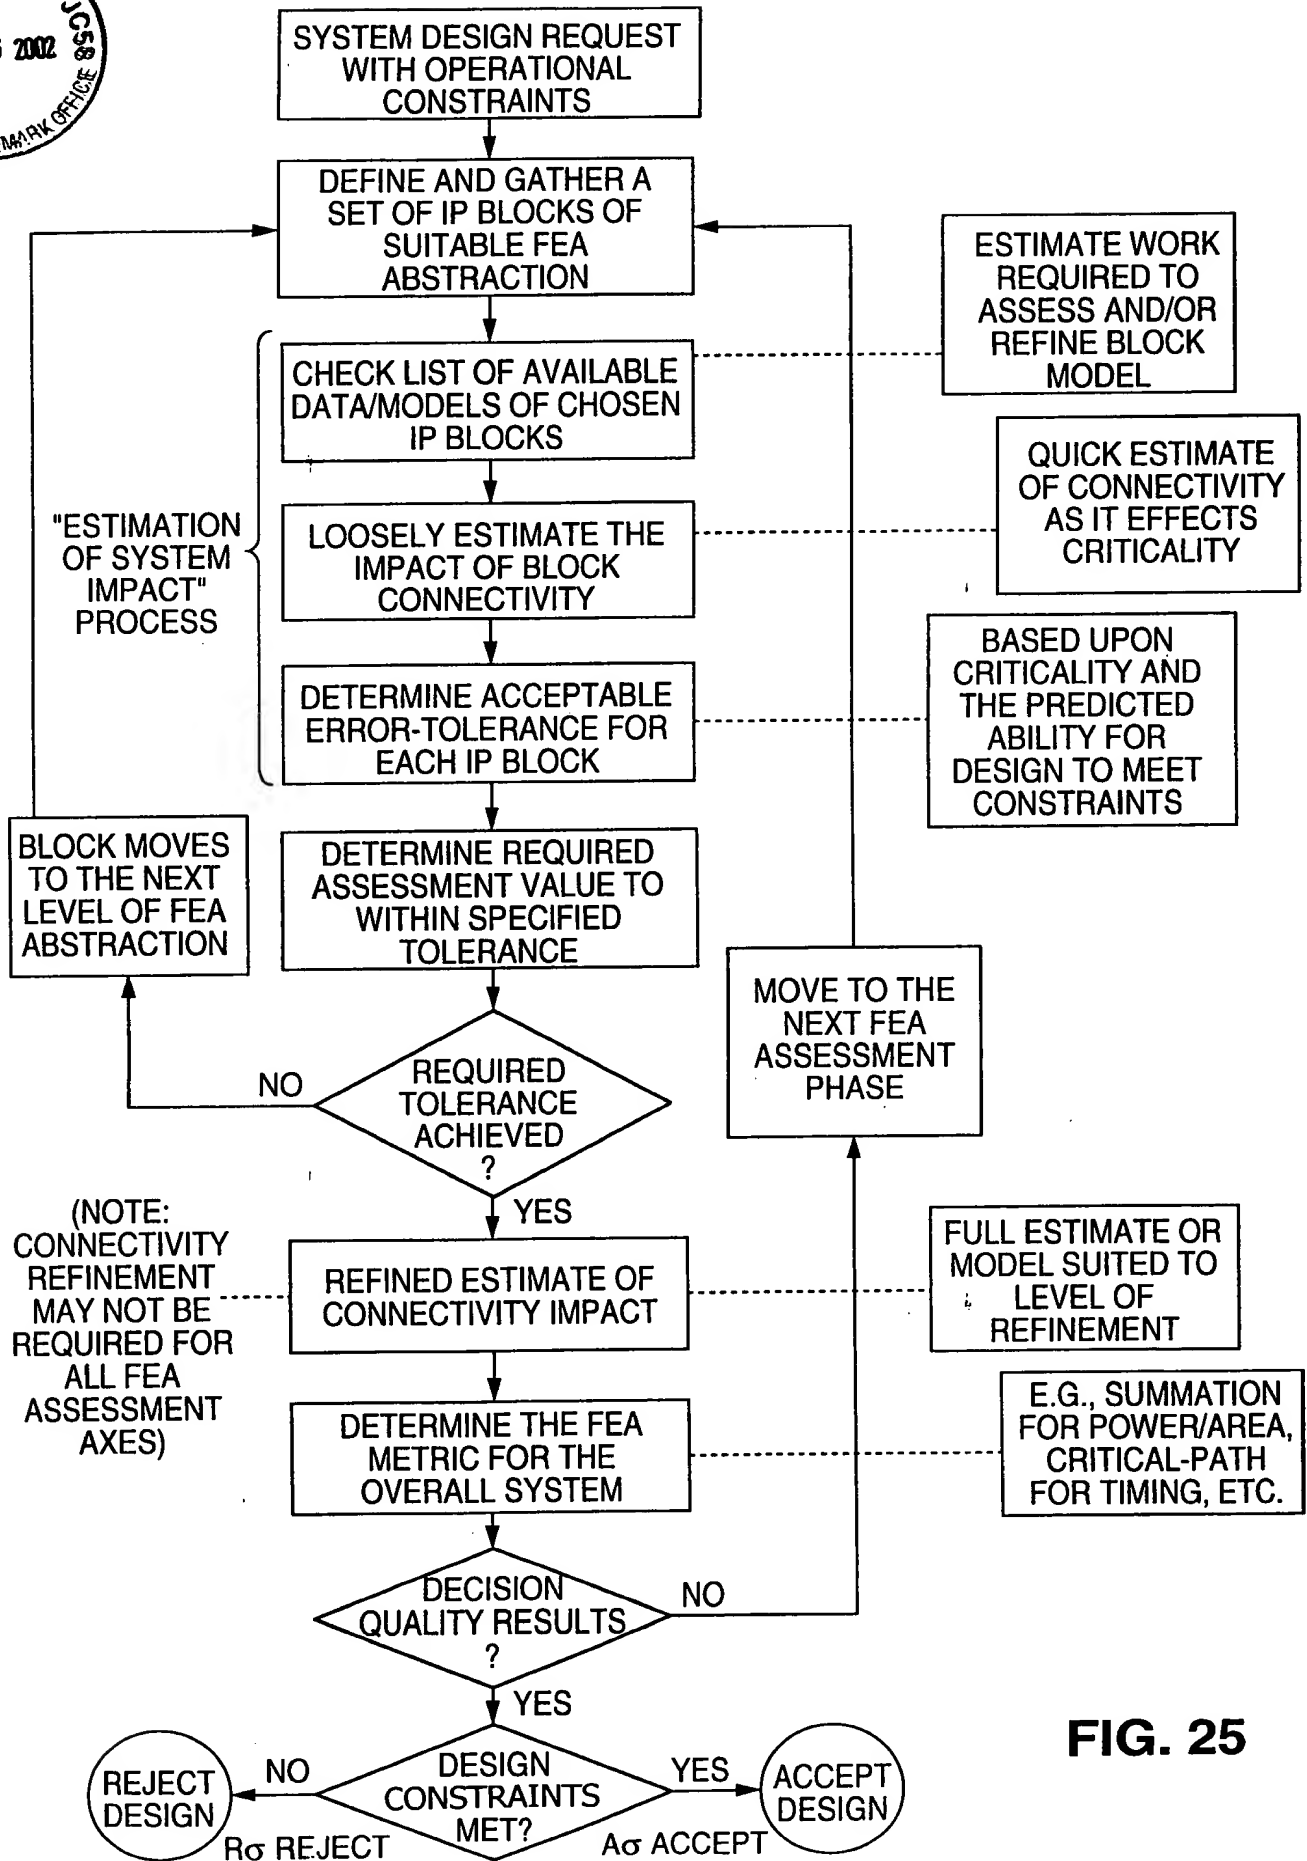 JC58
2002
MARK OFFICE
SYSTEM DESIGN REQUEST
WITH OPERATIONAL
CONSTRAINTS
DEFINE AND GATHER A
SET OF IP BLOCKS OF
SUITABLE FEA
ABSTRACTION
ESTIMATE WORK
REQUIRED TO
ASSESS AND/OR
REFINE BLOCK
MODEL
CHECK LIST OF AVAILABLE
DATA/MODELS OF CHOSEN
IP BLOCKS
QUICK ESTIMATE
OF CONNECTIVITY
AS IT EFFECTS
CRITICALITY
"ESTIMATION
OF SYSTEM
IMPACT"
PROCESS
LOOSELY ESTIMATE THE
IMPACT OF BLOCK
CONNECTIVITY
BASED UPON
CRITICALITY AND
THE PREDICTED
ABILITY FOR
DESIGN TO MEET
CONSTRAINTS
DETERMINE ACCEPTABLE
ERROR-TOLERANCE FOR
EACH IP BLOCK
BLOCK MOVES
TO THE NEXT
LEVEL OF FEA
ABSTRACTION
DETERMINE REQUIRED
ASSESSMENT VALUE TO
WITHIN SPECIFIED
TOLERANCE
MOVE TO THE
NEXT FEA
ASSESSMENT
PHASE
NO
REQUIRED
TOLERANCE
ACHIEVED
?
YES
(NOTE:
CONNECTIVITY
REFINEMENT
MAY NOT BE
REQUIRED FOR
ALL FEA
ASSESSMENT
AXES)
REFINED ESTIMATE OF
CONNECTIVITY IMPACT
FULL ESTIMATE OR
MODEL SUITED TO
LEVEL OF
REFINEMENT
DETERMINE THE FEA
METRIC FOR THE
OVERALL SYSTEM
E.G., SUMMATION
FOR POWER/AREA,
CRITICAL-PATH
FOR TIMING, ETC.
DECISION
QUALITY RESULTS
?
NO
YES
REJECT
DESIGN
NO
DESIGN
CONSTRAINTS
MET?
YES
ACCEPT
DESIGN
Rσ REJECT
Aσ ACCEPT
FIG. 25